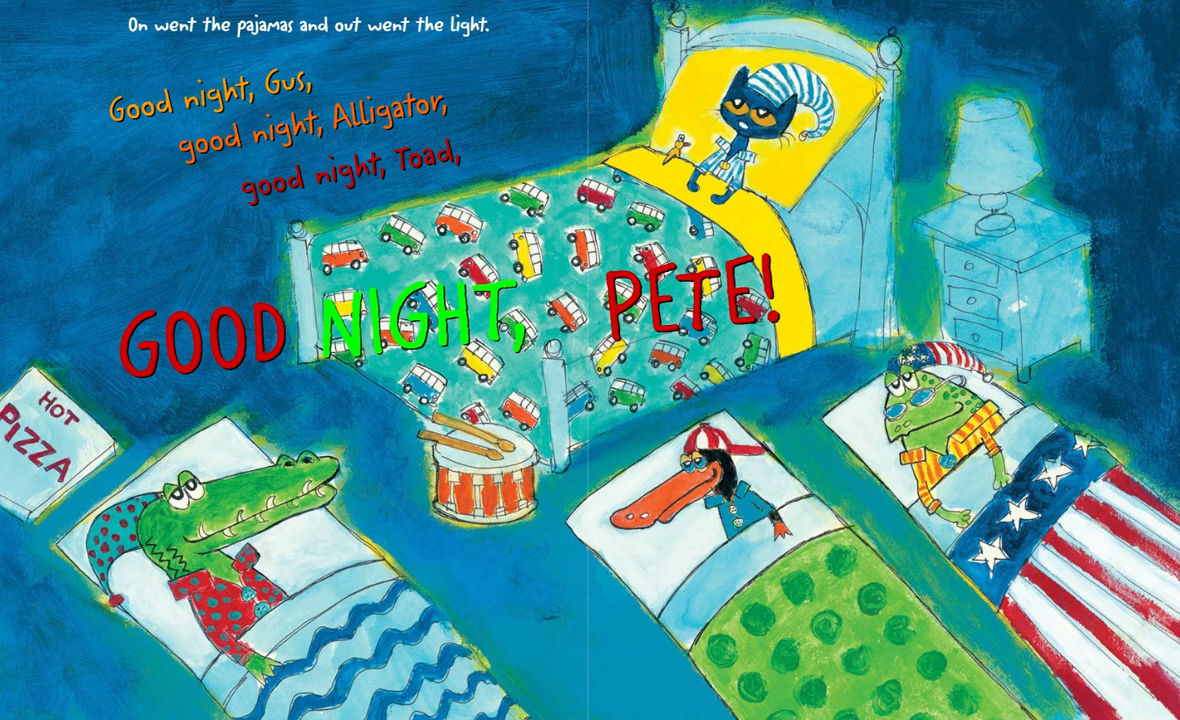 On went the pajamas and out went the light.
Good night, Gus,
good night, Alligator,
good night, Toad,
GOOD NIGHT, PETE!
HOT
PIZZA